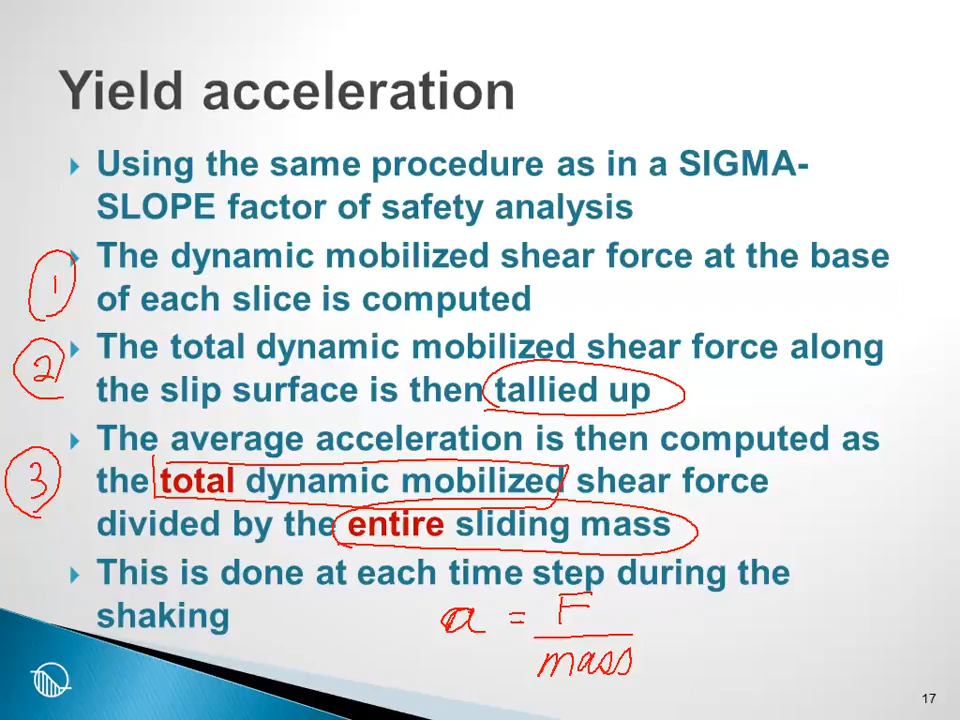 Yield acceleration
Using the same procedure as in a SIGMA-
SLOPE factor of safety analysis
The dynamic mobilized shear force at the base
1
of each slice is computed
The total dynamic mobilized shear force along
2
the slip surface is then tallied up
The average acceleration is then computed as
3
the total dynamic mobilized shear force
divided by the entire sliding mass
This is done at each time step during the
shaking
a = F
mass
17